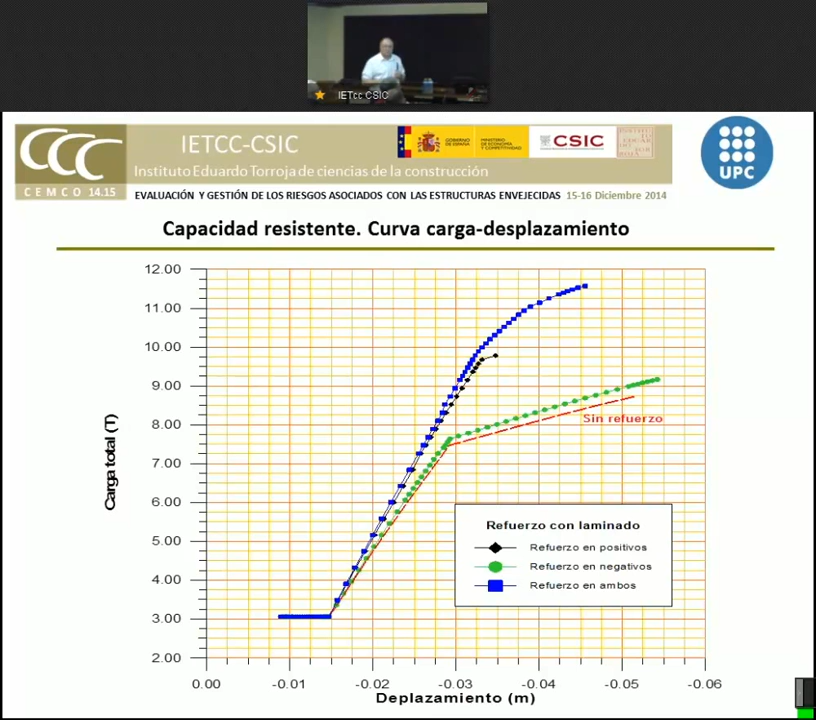 IETcc CSIC
CCC
CEMCO 14.15
IETCC-CSIC
Instituto Eduardo Torroja de ciencias de la construcción
GOBIERNO
DE ESPAÑA
MINISTERIO
DE ECONOMÍA
Y COMPETITIVIDAD
CSIC
UPC
EVALUACIÓN Y GESTIÓN DE LOS RIESGOS ASOCIADOS CON LAS ESTRUCTURAS ENVEJECIDAS 15-16 Diciembre 2014
Capacidad resistente. Curva carga-desplazamiento
12.00
11.00
10.00
9.00
8.00
7.00
6.00
5.00
4.00
3.00
2.00
Carga total (T)
Sin refuerzo
Refuerzo con laminado
Refuerzo en positivos
Refuerzo en negativos
Refuerzo en ambos
0.00 -0.01 -0.02 -0.03 -0.04 -0.05 -0.06
Desplazamiento (m)